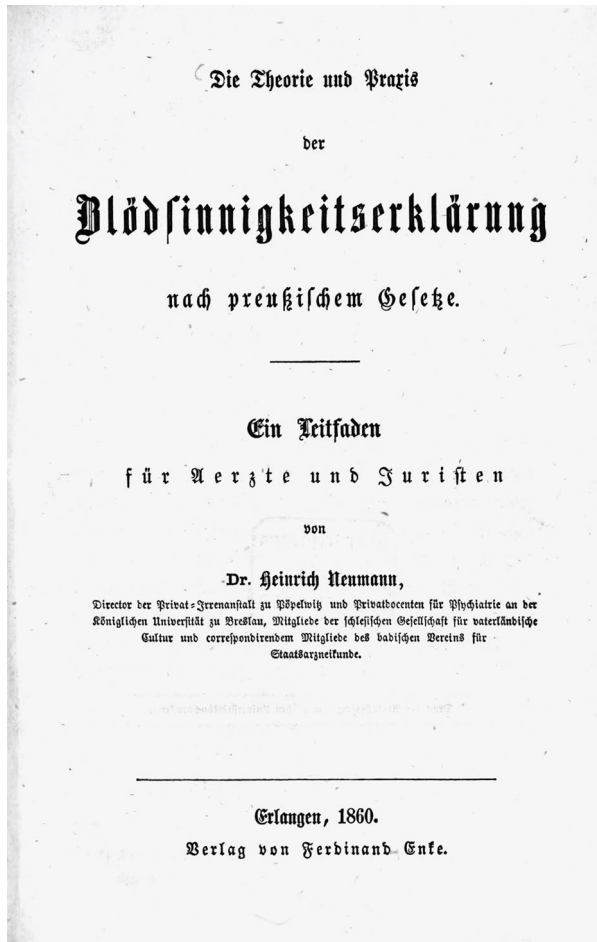 Die Theorie und Praxis
der
Blödsinnigkeitserklärung
nach preußischem Gesetze.
Ein Leitfaden
für Aerzte und Juristen
von
Dr. Heinrich Neumann,
Director der Privat-Irrenanstalt zu Pöpelwitz und Privatdocenten für Psychiatrie an der
Königlichen Universität zu Breslau, Mitgliede der schlesischen Gesellschaft für vaterländische
Cultur und correspondirendem Mitgliede des badischen Vereins für
Staatsarzneikunde.
Erlangen, 1860.
Verlag von Ferdinand Enke.